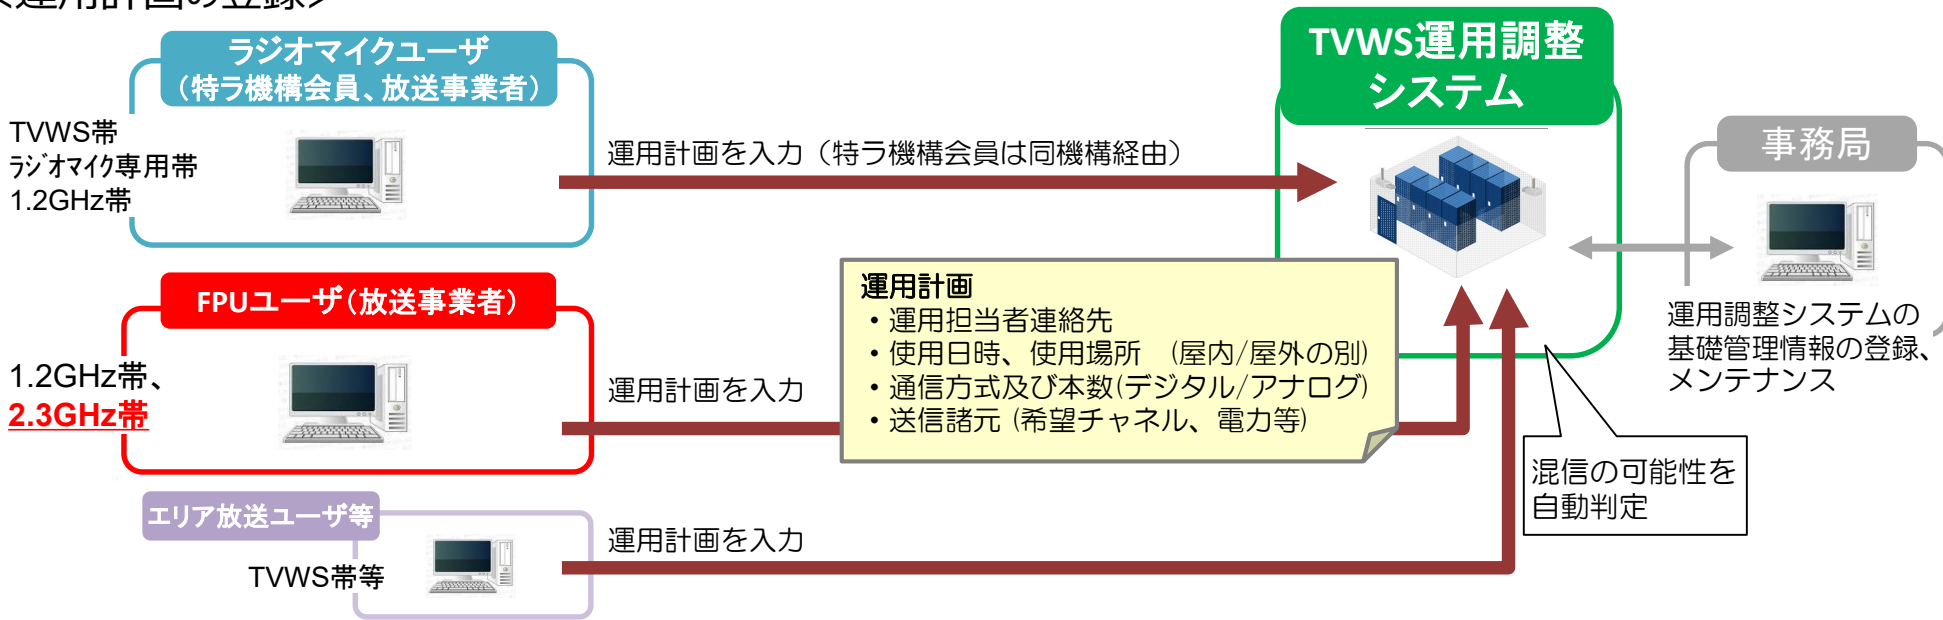 <運用計画の登録>
ラジオマイクユーザ
（特ラ機構会員、放送事業者）
TVWS帯
ラジオマイク専用帯
1.2GHz帯
運用計画を入力（特ラ機構会員は同機構経由）
TVWS運用調整
システム
事務局
運用調整システムの
基礎管理情報の登録、
メンテナンス
FPUユーザ（放送事業者）
1.2GHz帯、
2.3GHz帯
運用計画を入力
運用計画
・運用担当者連絡先
・使用日時、使用場所　(屋内/屋外の別)
・通信方式及び本数(デジタル/アナログ)
・送信諸元 (希望チャネル、電力等)
混信の可能性を
自動判定
エリア放送ユーザ等
TVWS帯等
運用計画を入力